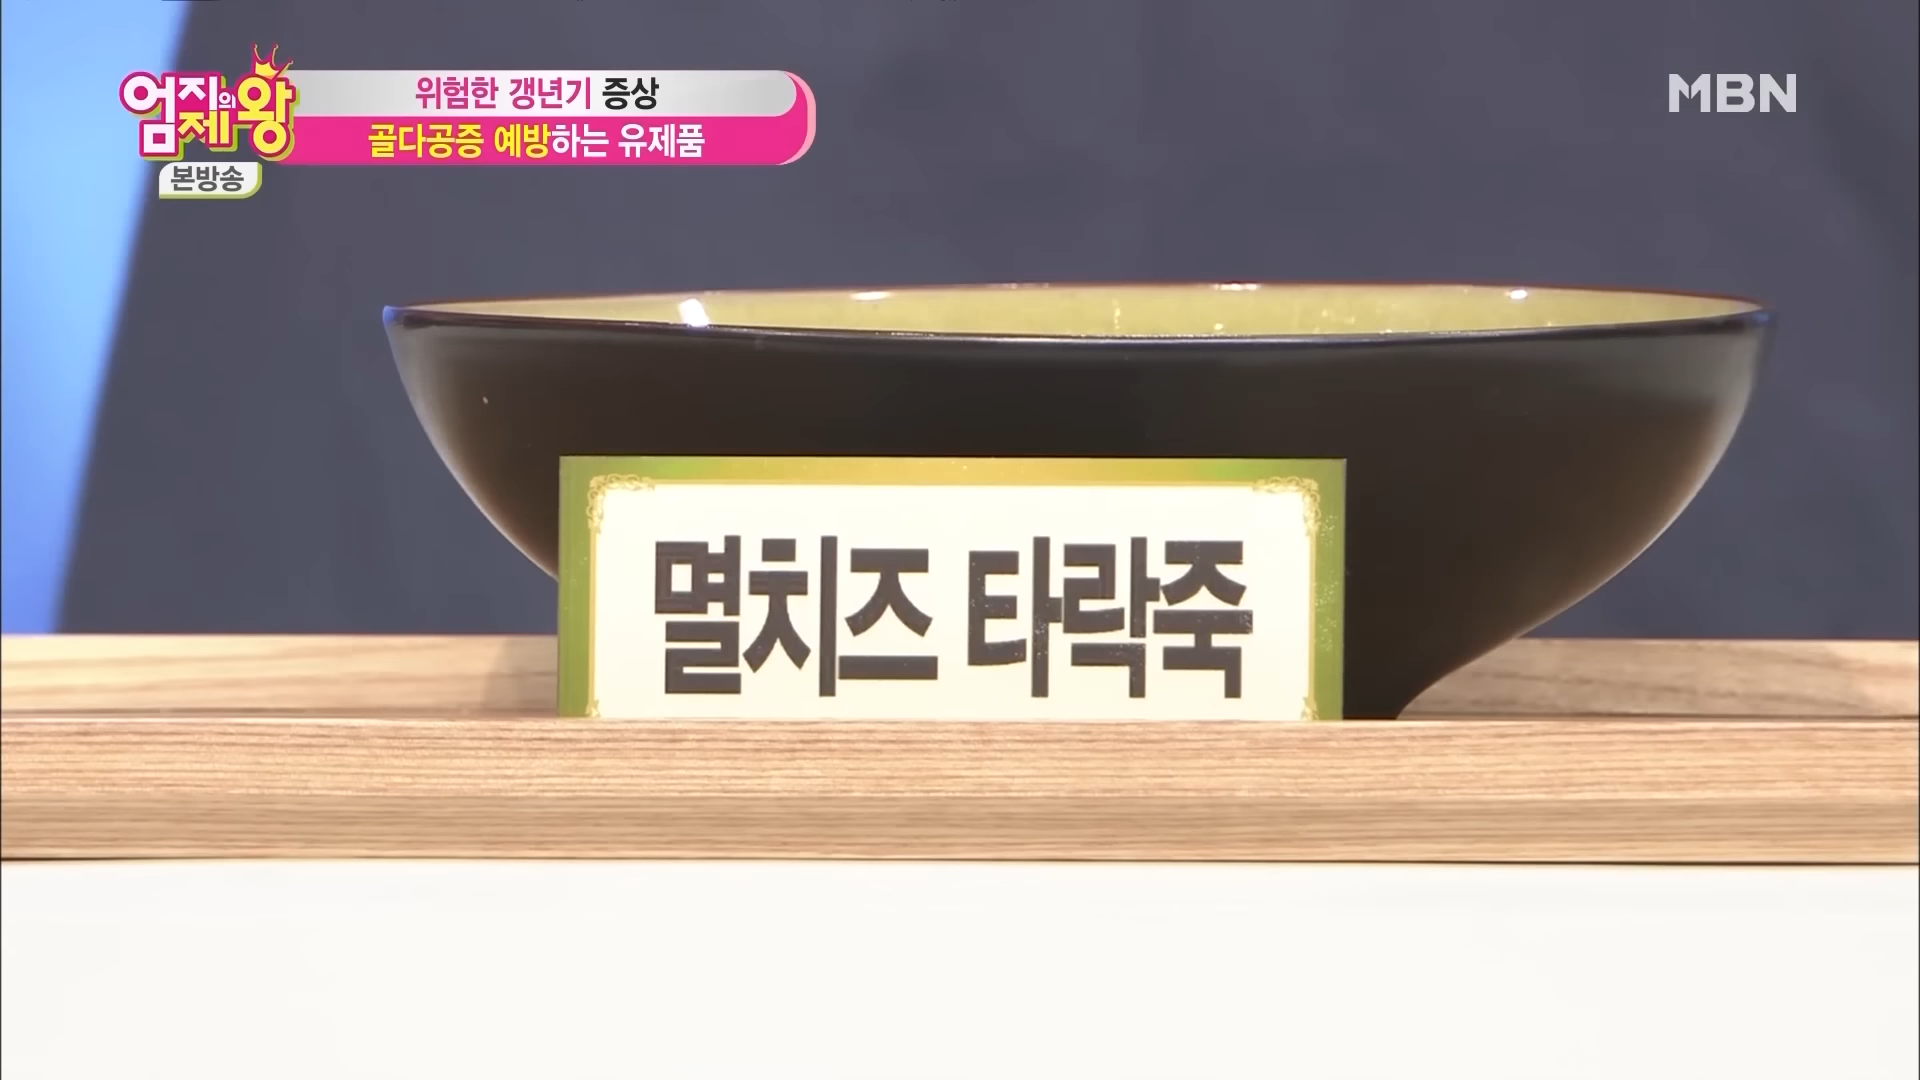 엄지의 제왕
본방송
위험한 갱년기 증상
골다공증 예방하는 유제품
MBN
멸치즈 타락죽